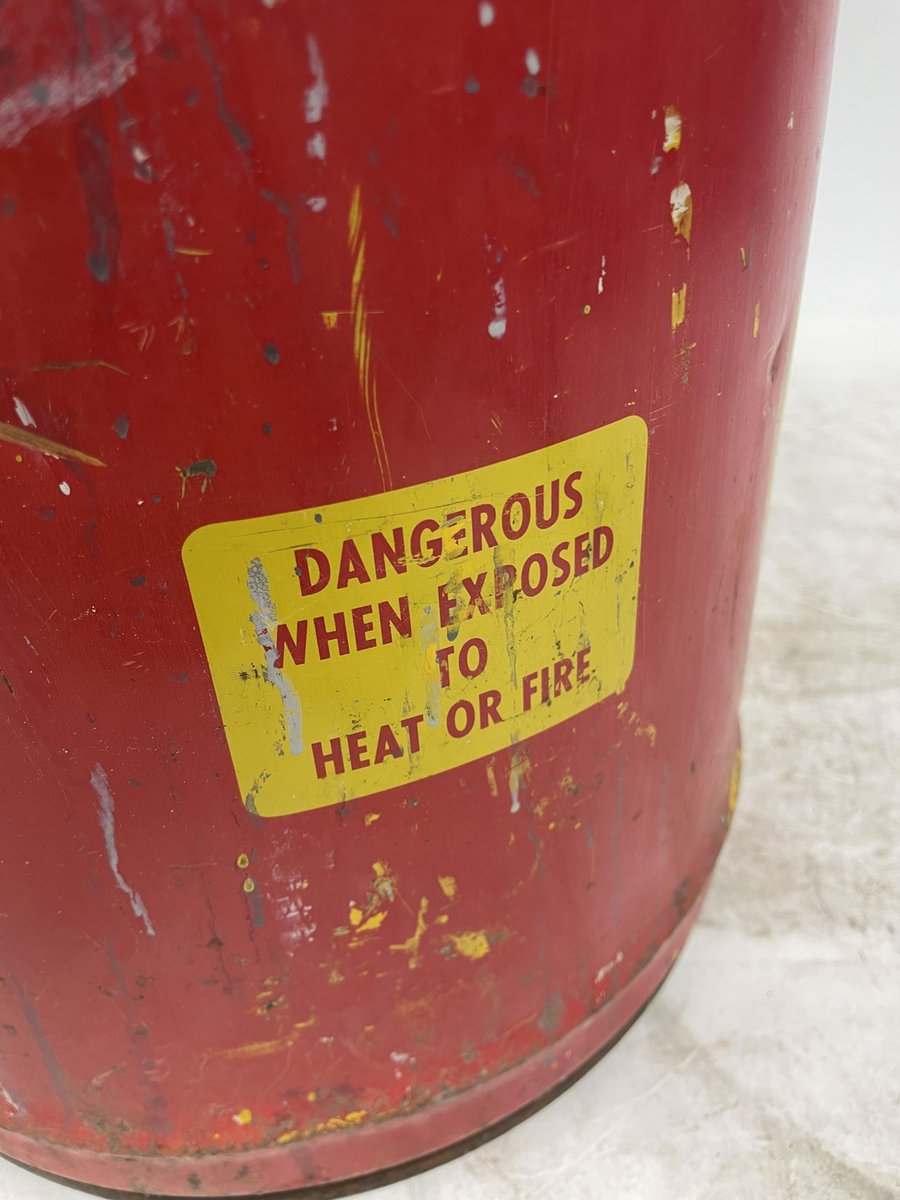 DANGEROUS
WHEN EXPOSED
TO
HEAT OR FIRE